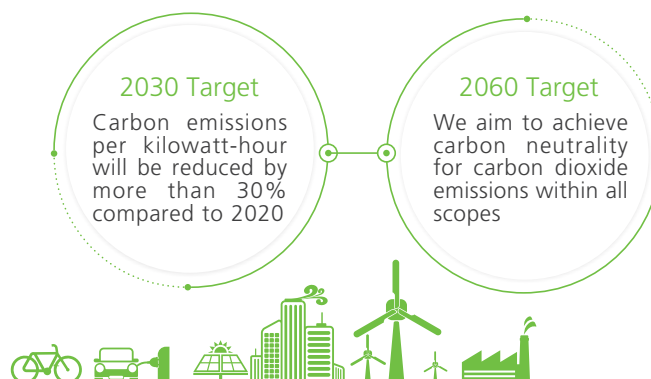 2030 Target
Carbon emissions
per kilowatt-hour
will be reduced by
more than 30%
compared to 2020
2060 Target
We aim to achieve
carbon neutrality
for carbon dioxide
emissions within all
scopes